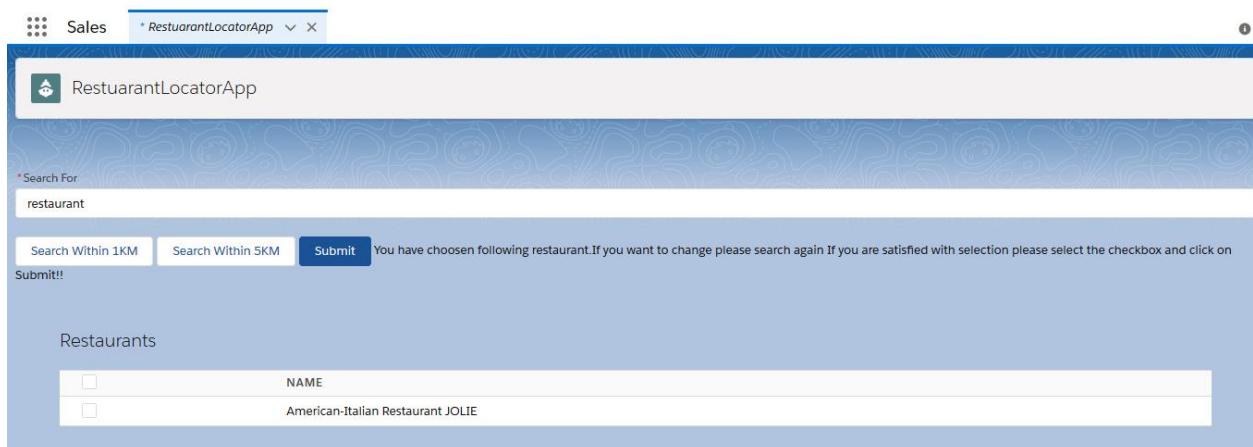 Sales
* RestuarantLocatorApp
RestuarantLocatorApp
*Search For
restaurant
Search Within 1KM Search Within 5KM Submit You have choosen following restaurant.If you want to change please search again If you are satisfied with selection please select the checkbox and click on
Submit!!
Restaurants
NAME
American-Italian Restaurant JOLIE